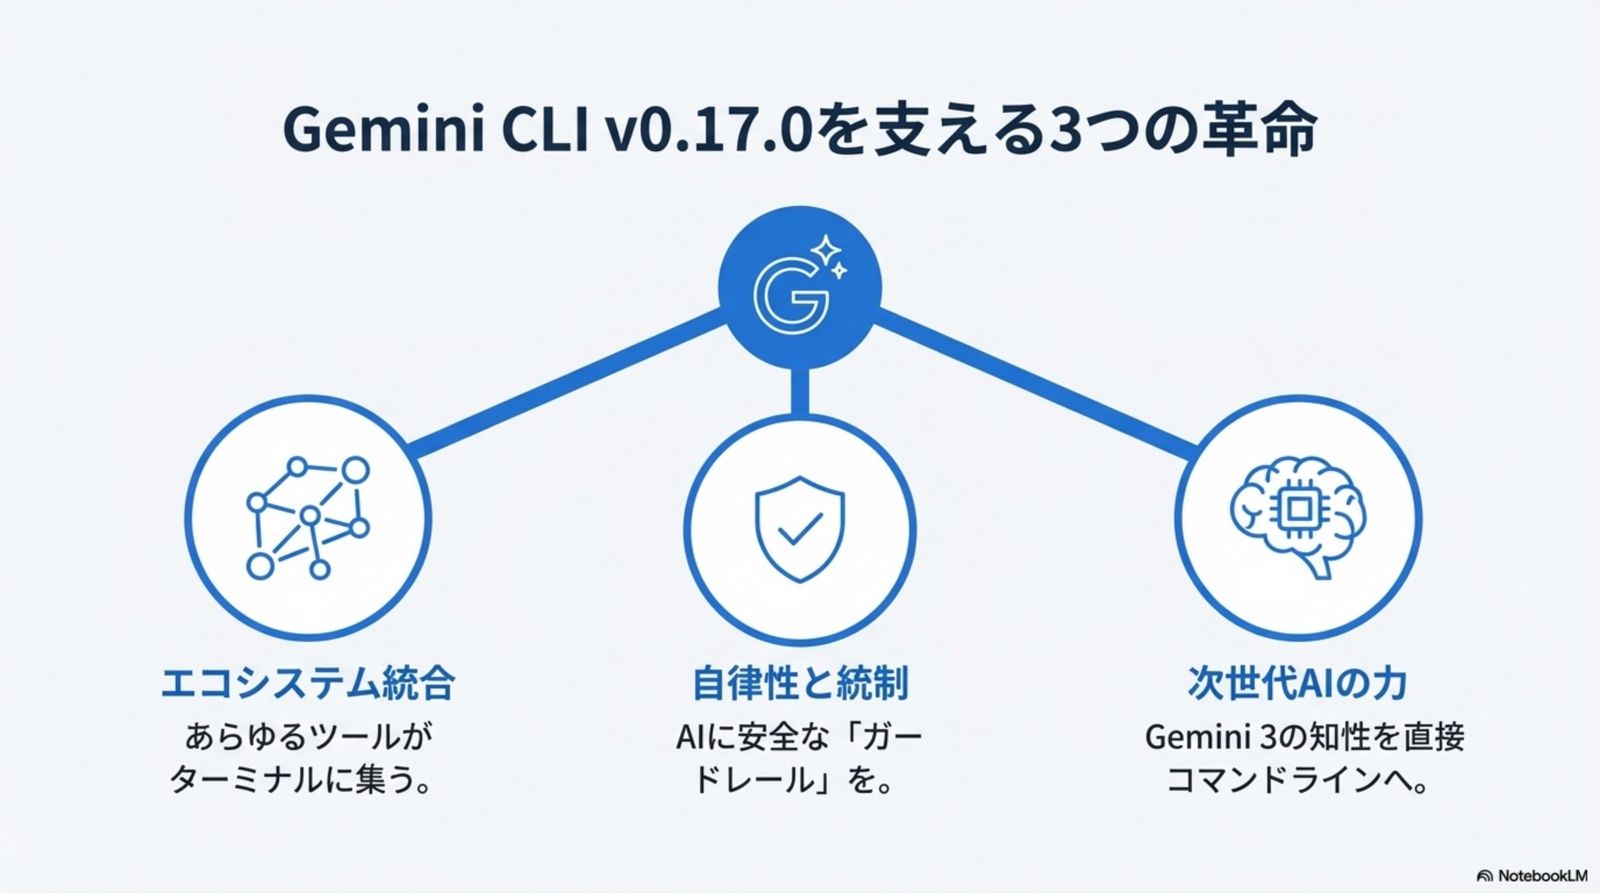 Gemini CLI v0.17.0を支える3つの革命
G
エコシステム統合
あらゆるツールが
ターミナルに集う。
自律性と統制
AIに安全な「ガー
ドレール」を。
次世代AIの力
Gemini 3の知性を直接
コマンドラインへ。
NotebookLM